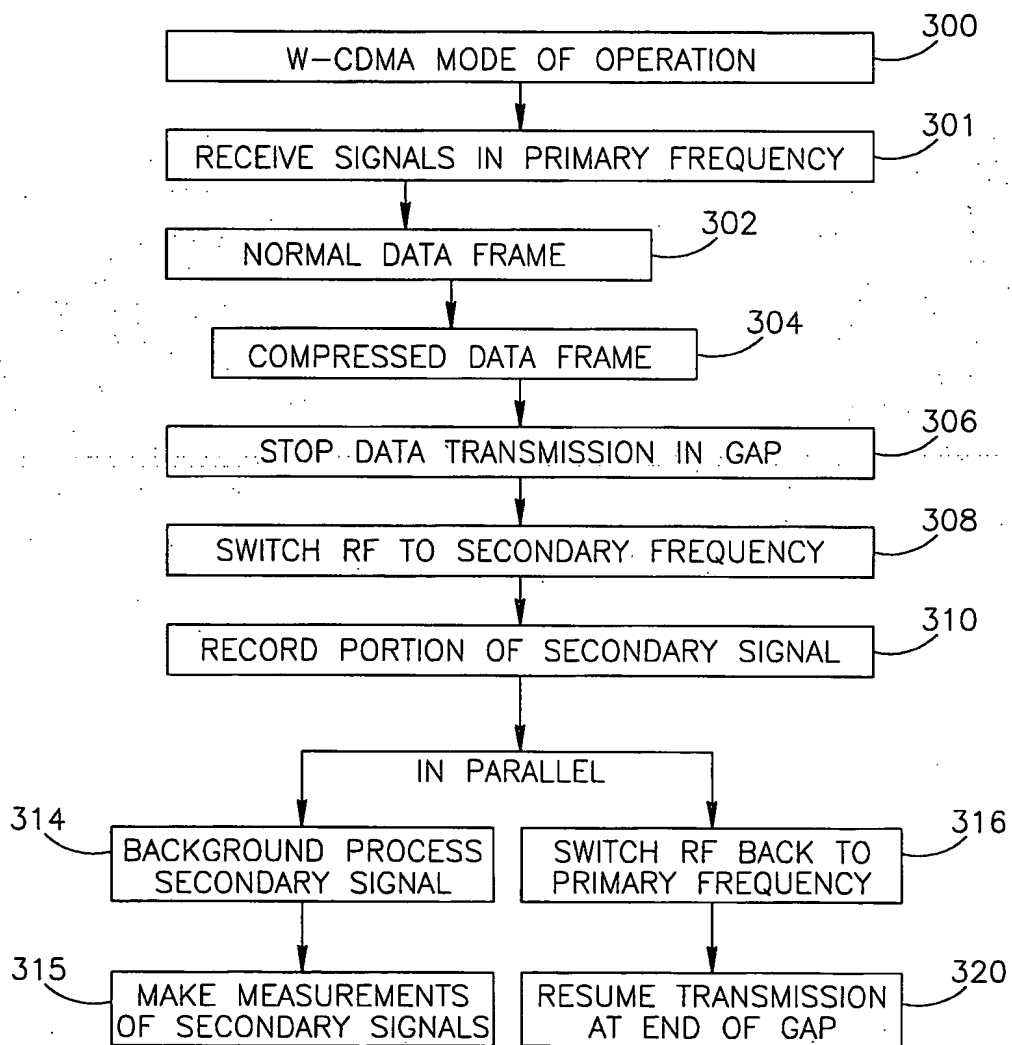 300
W-CDMA MODE OF OPERATION
301
RECEIVE SIGNALS IN PRIMARY FREQUENCY
302
NORMAL DATA FRAME
304
COMPRESSED DATA FRAME
306
STOP DATA TRANSMISSION IN GAP
308
SWITCH RF TO SECONDARY FREQUENCY
310
RECORD PORTION OF SECONDARY SIGNAL
IN PARALLEL
314
BACKGROUND PROCESS
SECONDARY SIGNAL
316
SWITCH RF BACK TO
PRIMARY FREQUENCY
315
MAKE MEASUREMENTS
OF SECONDARY SIGNALS
320
RESUME TRANSMISSION
AT END OF GAP